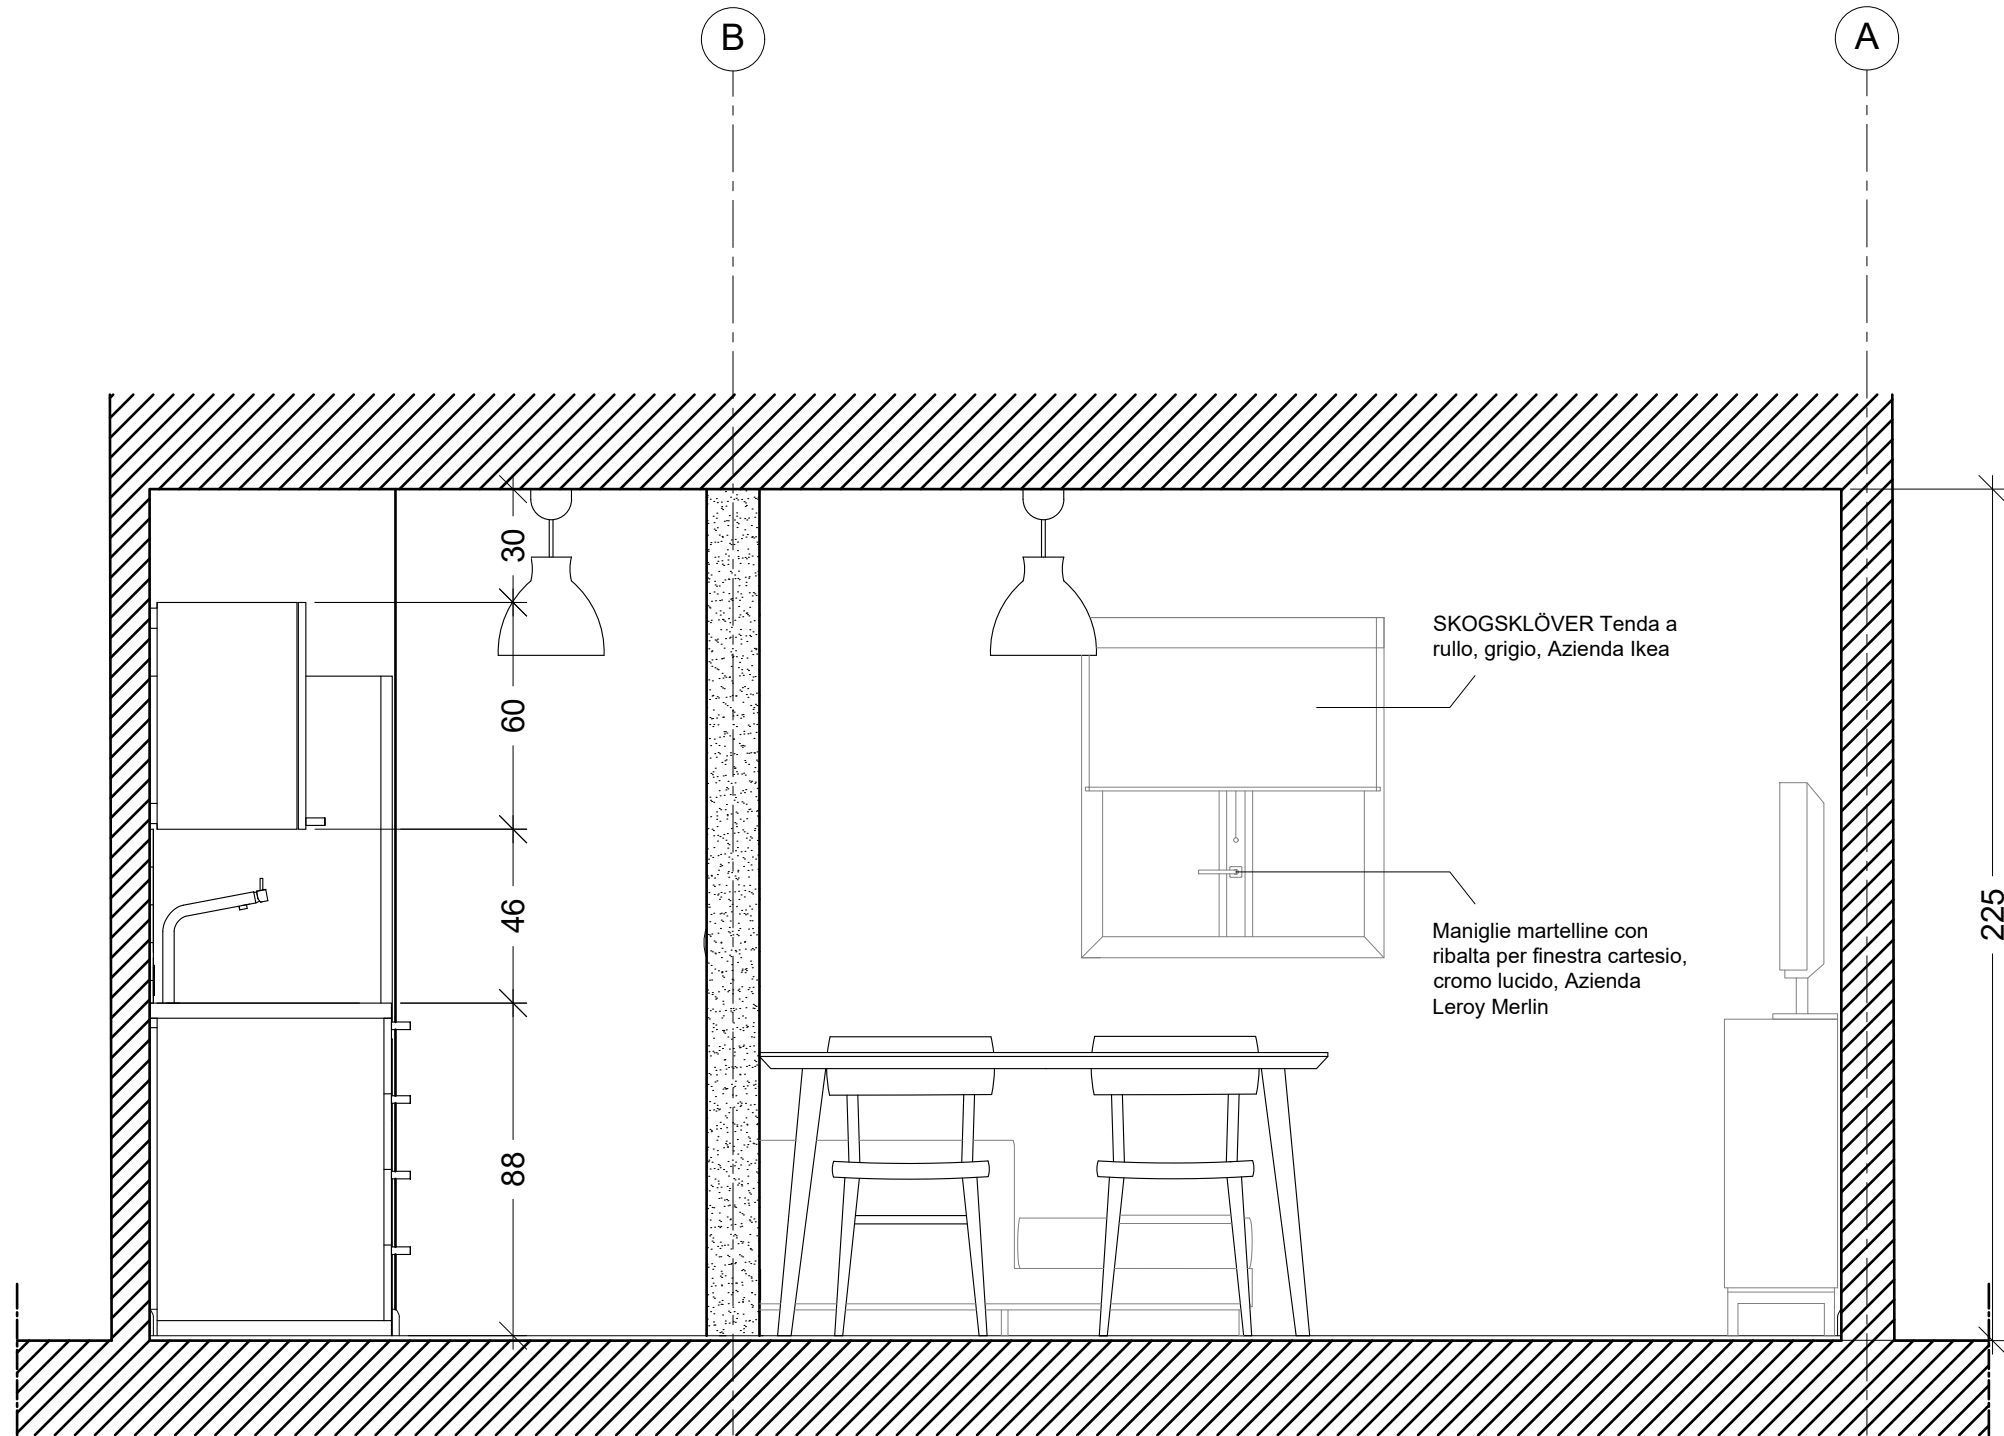 B
A
30
60
46
88
225
SKOGSKLÖVER Tenda a
rullo, grigio, Azienda Ikea
Maniglie martelline con
ribalta per finestra cartesio,
cromo lucido, Azienda
Leroy Merlin